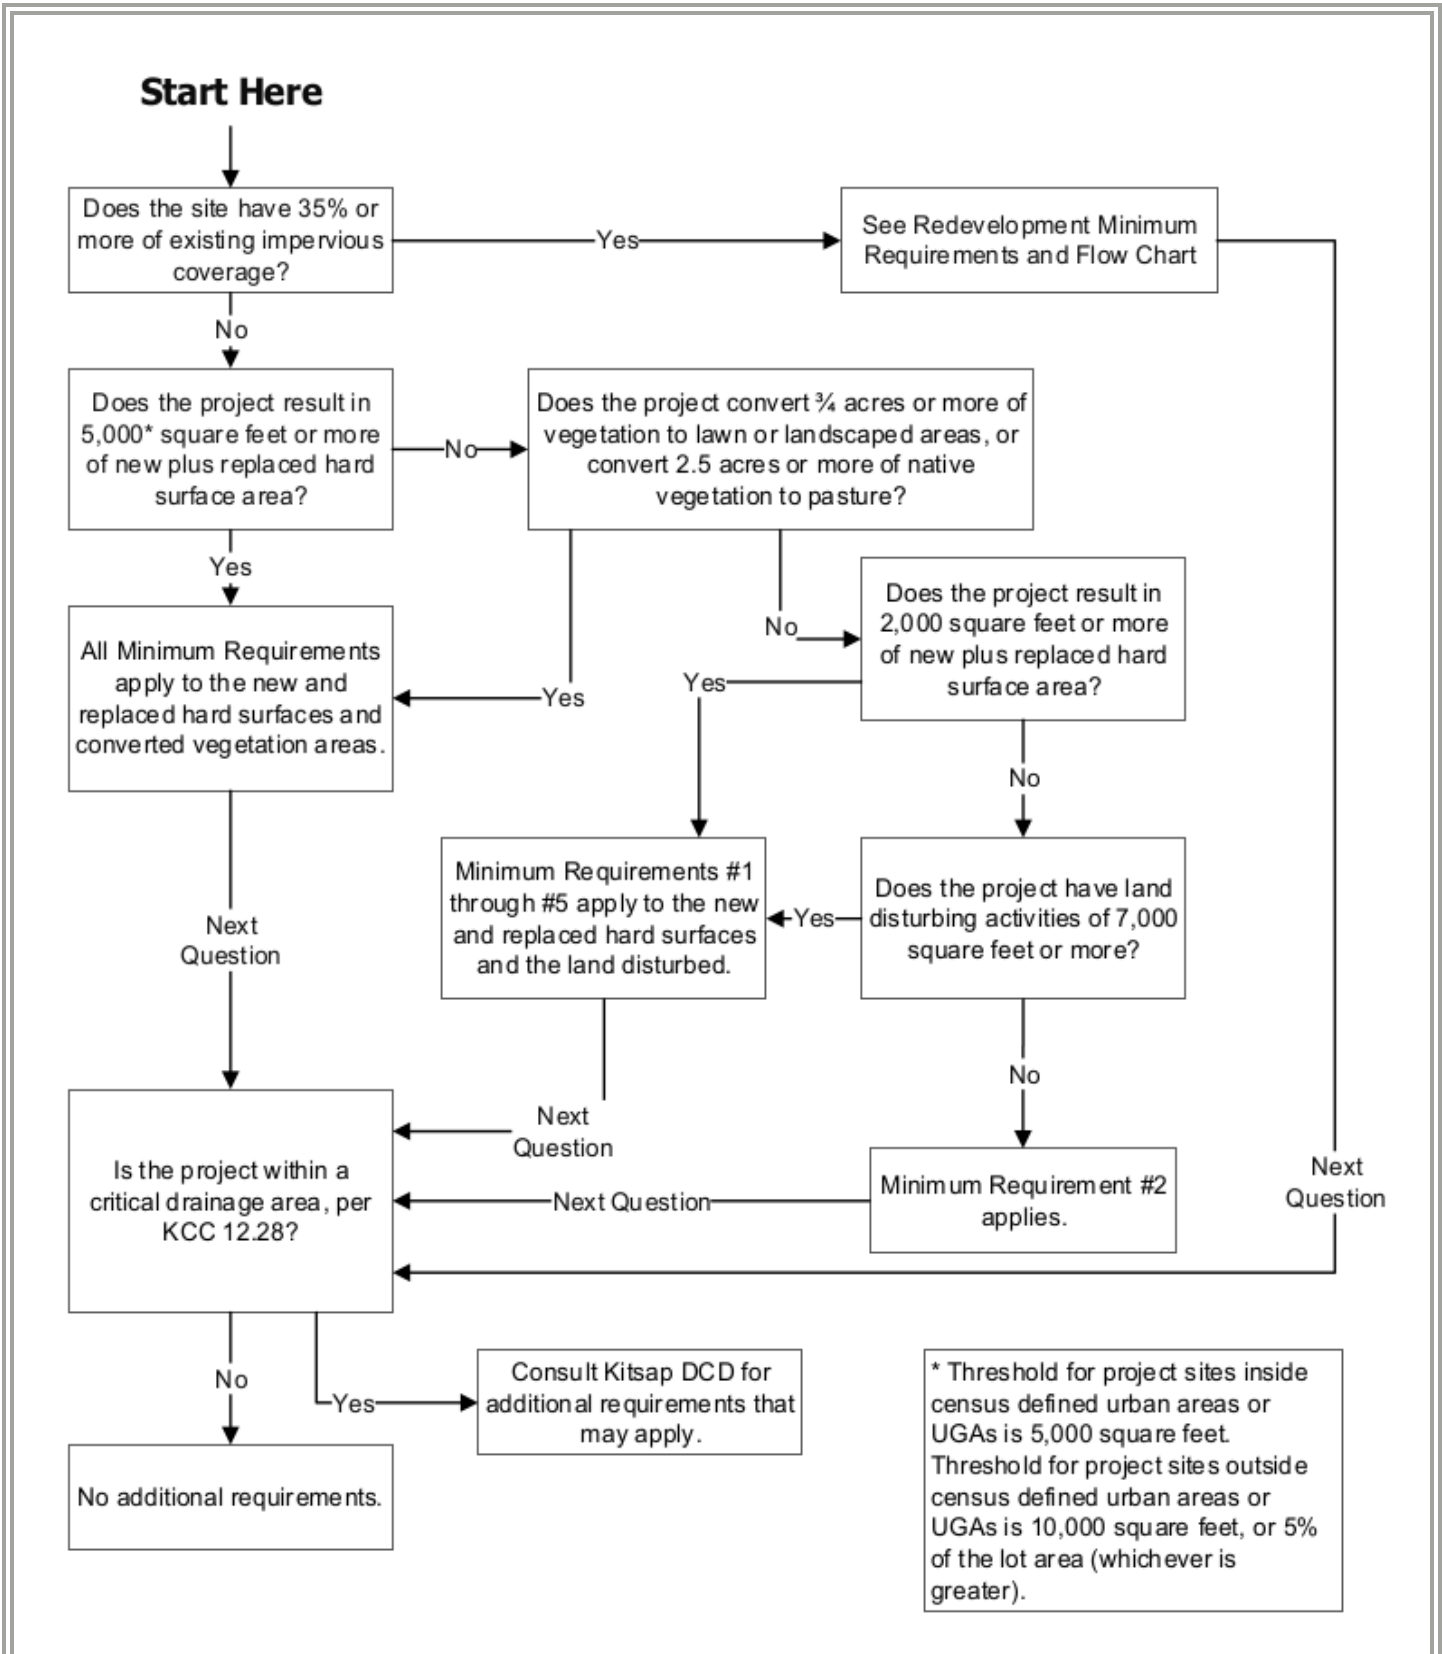 Start Here
Does the site have 35% or
more of existing impervious
coverage?
Yes
See Redevelopment Minimum
Requirements and Flow Chart
No
Does the project result in
5,000* square feet or more
of new plus replaced hard
surface area?
No
Does the project convert ¾ acres or more of
vegetation to lawn or landscaped areas, or
convert 2.5 acres or more of native
vegetation to pasture?
Yes
No
Does the project result in
2,000 square feet or more
of new plus replaced hard
surface area?
All Minimum Requirements
apply to the new and
replaced hard surfaces and
converted vegetation areas.
Yes
Yes
No
Minimum Requirements #1
through #5 apply to the new
and replaced hard surfaces
and the land disturbed.
Yes
Does the project have land
disturbing activities of 7,000
square feet or more?
Next
Question
No
Next
Question
Is the project within a
critical drainage area, per
KCC 12.28?
Next Question
Minimum Requirement #2
applies.
Next
Question
No
Yes
Consult Kitsap DCD for
additional requirements that
may apply.
No additional requirements.
* Threshold for project sites inside
census defined urban areas or
UGAs is 5,000 square feet.
Threshold for project sites outside
census defined urban areas or
UGAs is 10,000 square feet, or 5%
of the lot area (whichever is
greater).